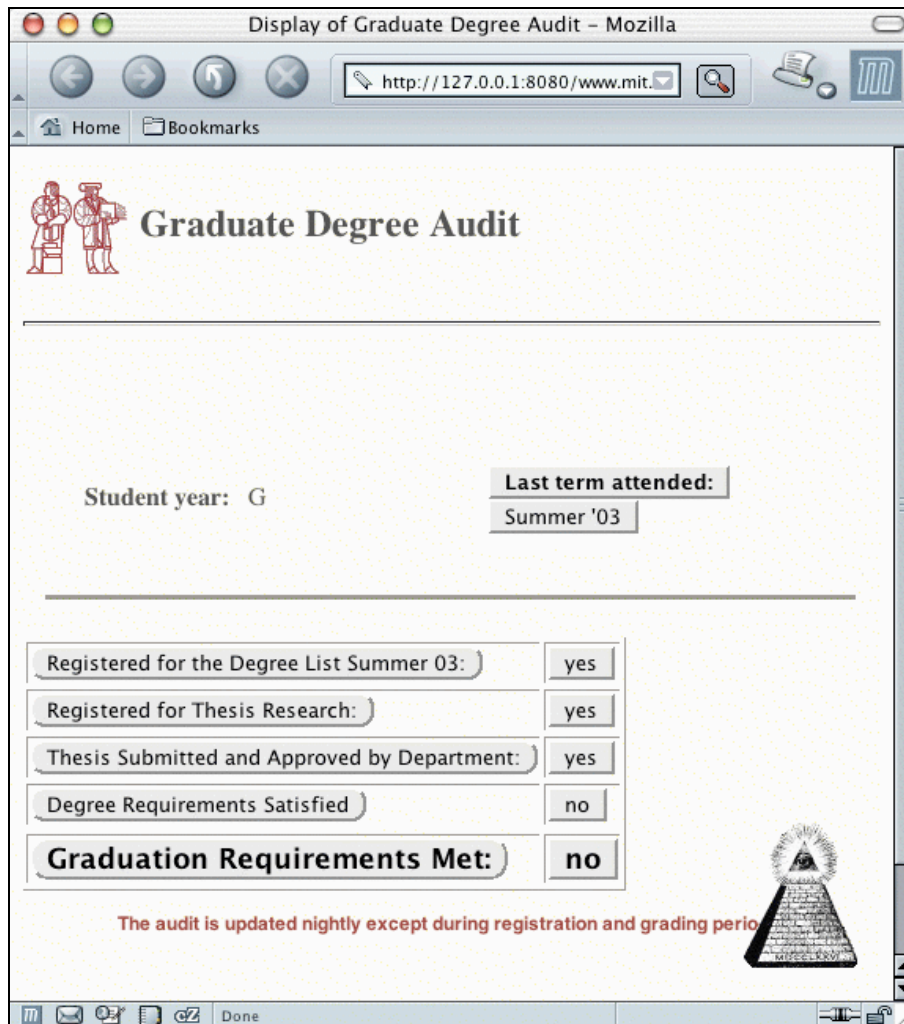 Display of Graduate Degree Audit – Mozilla
http://127.0.0.1:8080/www.mit.
Home Bookmarks
Graduate Degree Audit
Last term attended:
Student year: G
Summer '03
Registered for the Degree List Summer 03: yes
Registered for Thesis Research: yes
Thesis Submitted and Approved by Department: yes
Degree Requirements Satisfied no
Graduation Requirements Met: no
The audit is updated nightly except during registration and grading perio
MDCCLXXVI
Done